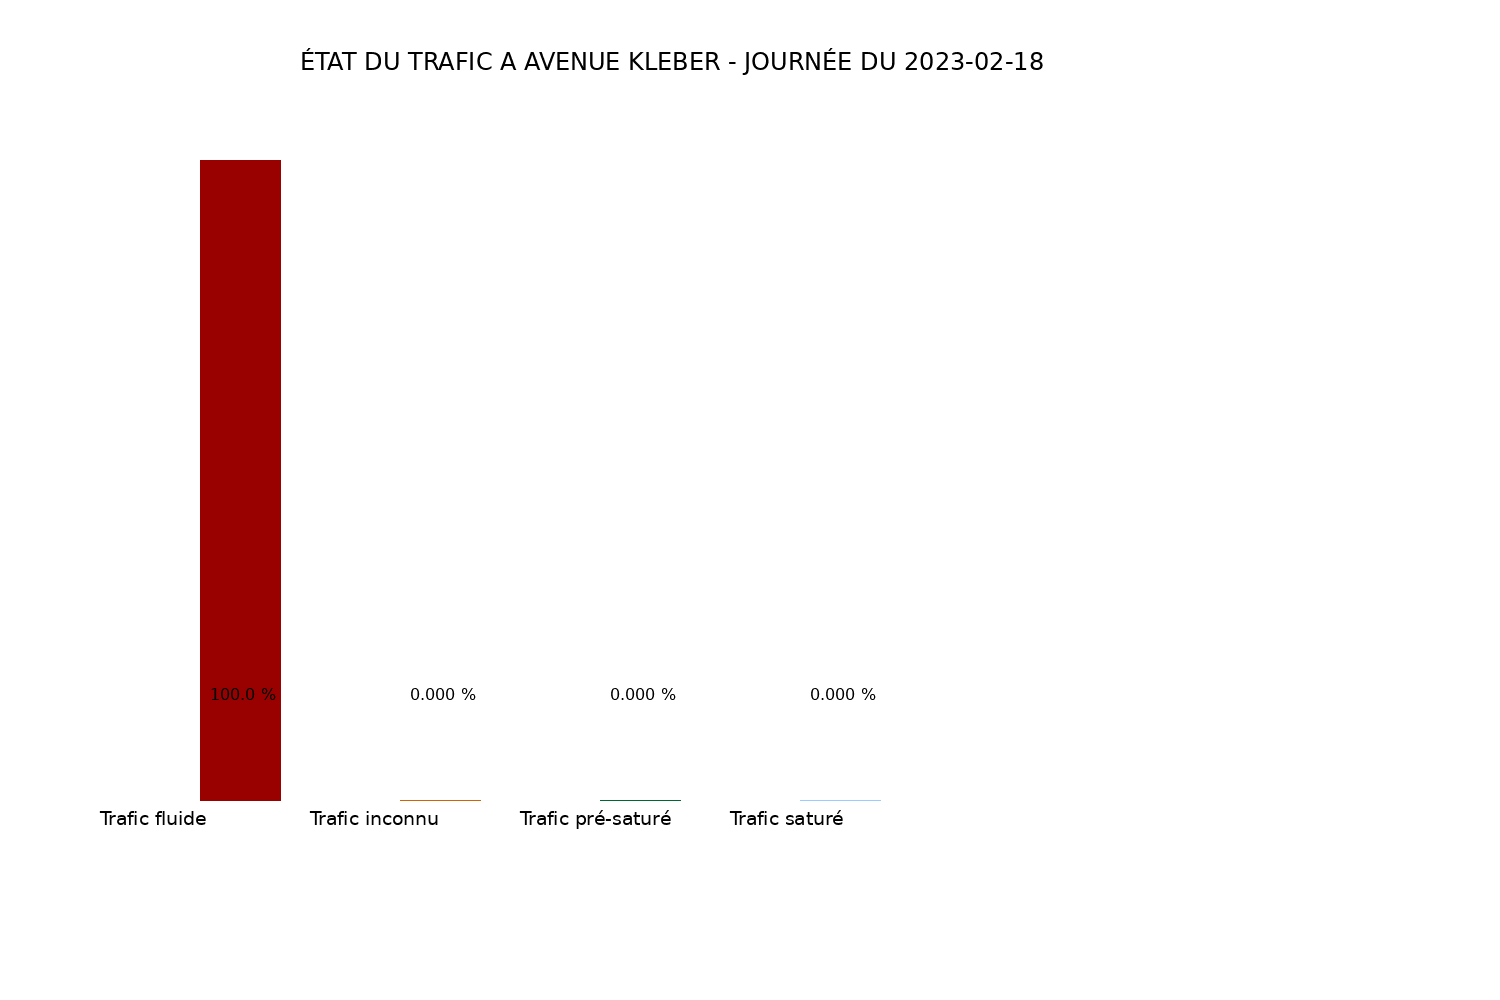 ÉTAT DU TRAFIC A AVENUE KLEBER - JOURNÉE DU 2023-02-18
100.0 % 0.000 % 0.000 % 0.000 %
Trafic fluide Trafic inconnu Trafic pré-saturé Trafic saturé